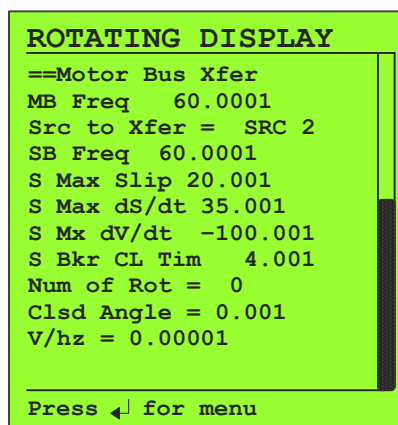 ROTATING DISPLAY
==Motor Bus Xfer
MB Freq 60.0001
Src to Xfer = SRC 2
SB Freq 60.0001
S Max Slip 20.001
S Max dS/dt 35.001
S Mx dV/dt -100.001
S Bkr CL Tim 4.001
Num of Rot = 0
Clsd Angle = 0.001
V/hz = 0.00001
Press ↵ for menu